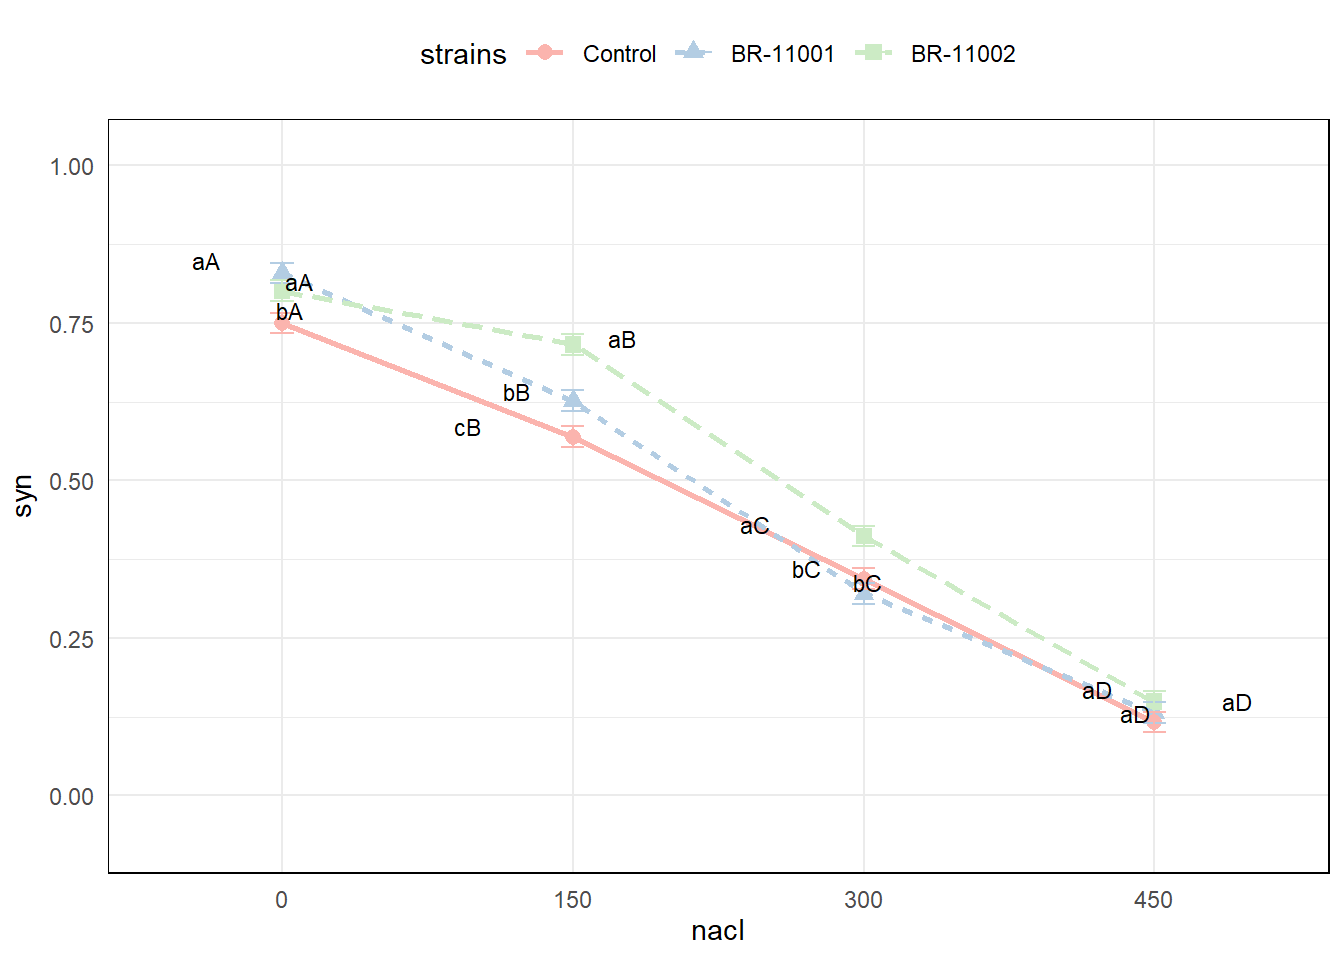 strains Control BR-11001 BR-11002
1.00
aA
aA
bA
0.75
aB
bB
cB
0.50
aC
bC
bC
0.25
aD
aD
aD
0.00
syn
0 150 300 450
nacl